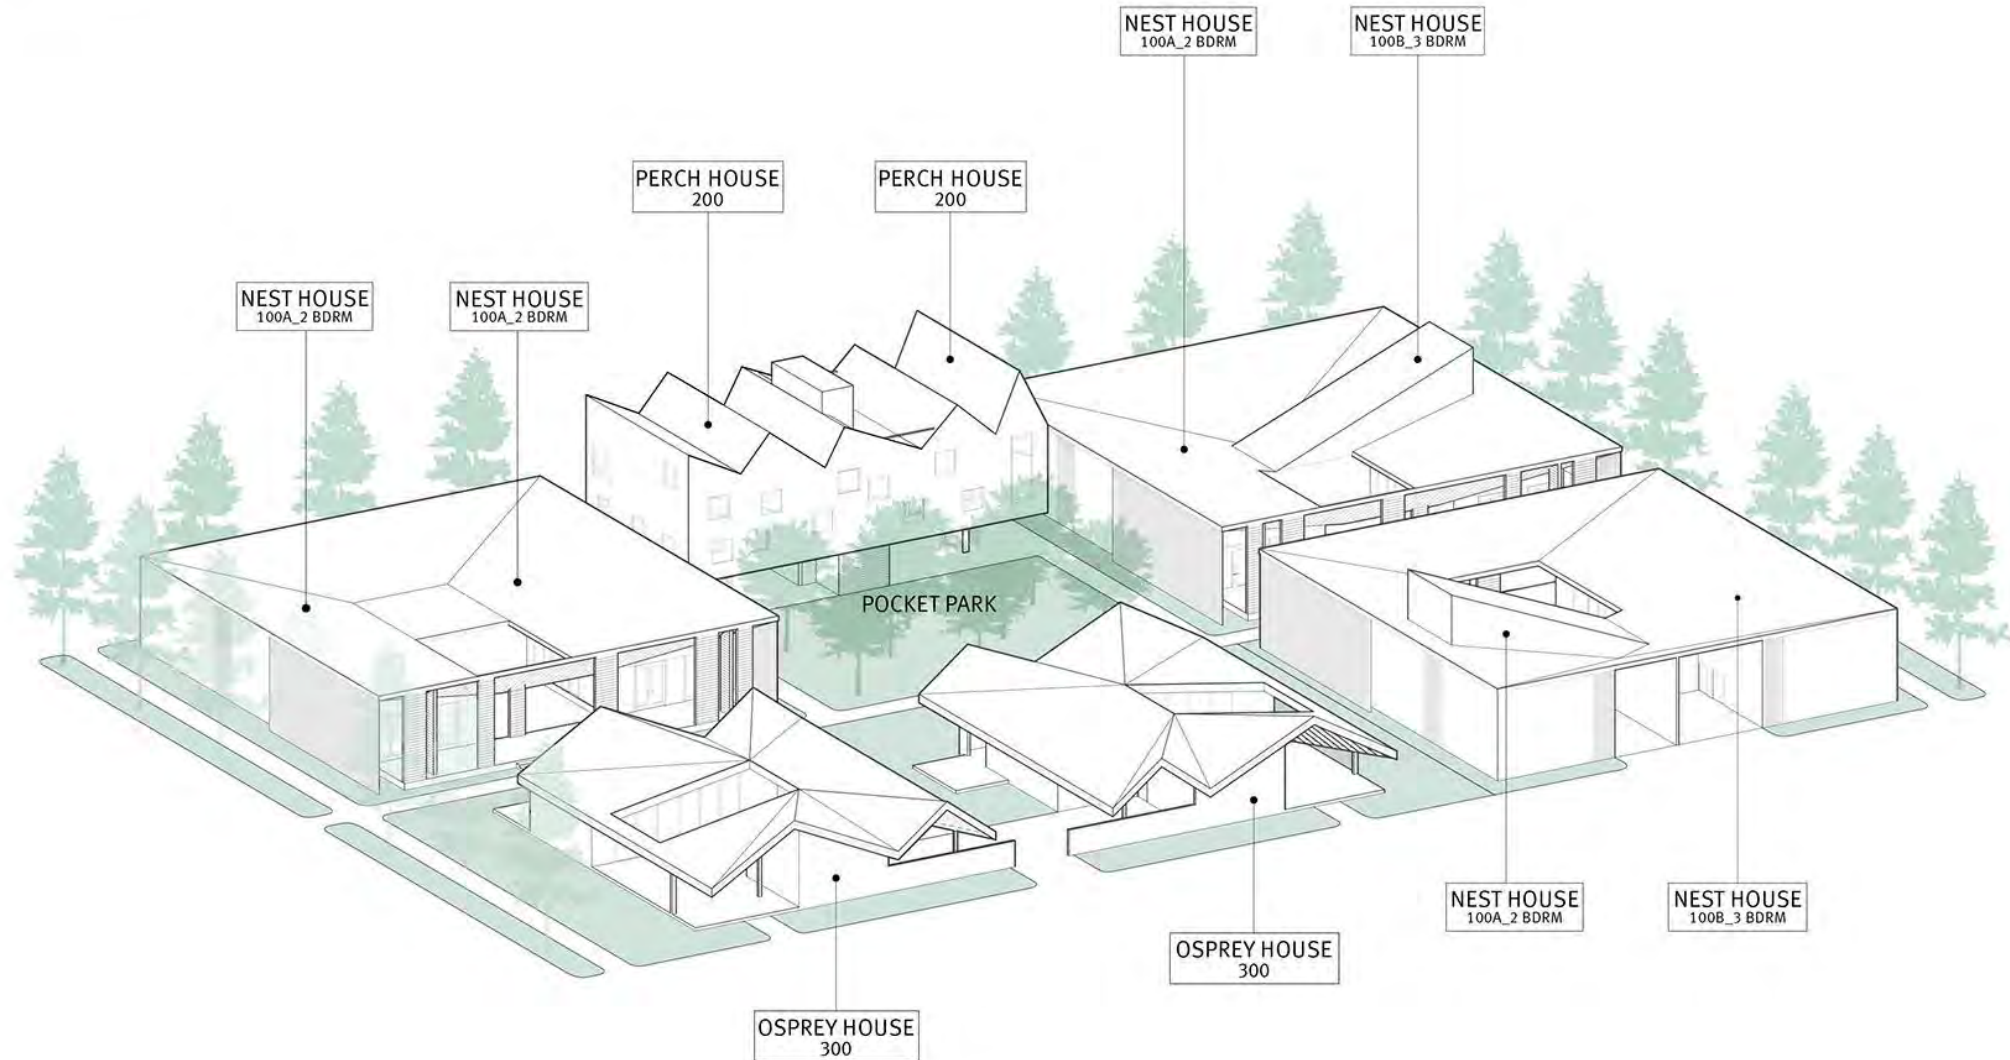 NEST HOUSE
100A_2 BDRM
NEST HOUSE
100B_3 BDRM
PERCH HOUSE
200
PERCH HOUSE
200
NEST HOUSE
100A_2 BDRM
NEST HOUSE
100A_2 BDRM
POCKET PARK
NEST HOUSE
100A_2 BDRM
NEST HOUSE
100B_3 BDRM
OSPREY HOUSE
300
OSPREY HOUSE
300